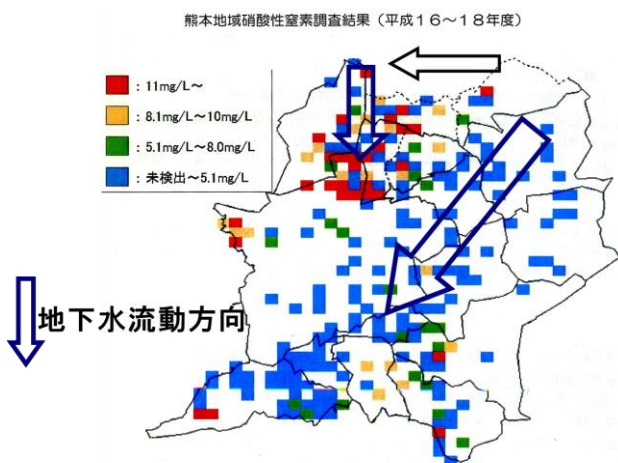 熊本地域硝酸性窒素調査結果（平成１６～１８年度）
：11mg/L～
：8.1mg/L～10mg/L
：5.1mg/L～8.0mg/L
：未検出～5.1mg/L
地下水流動方向